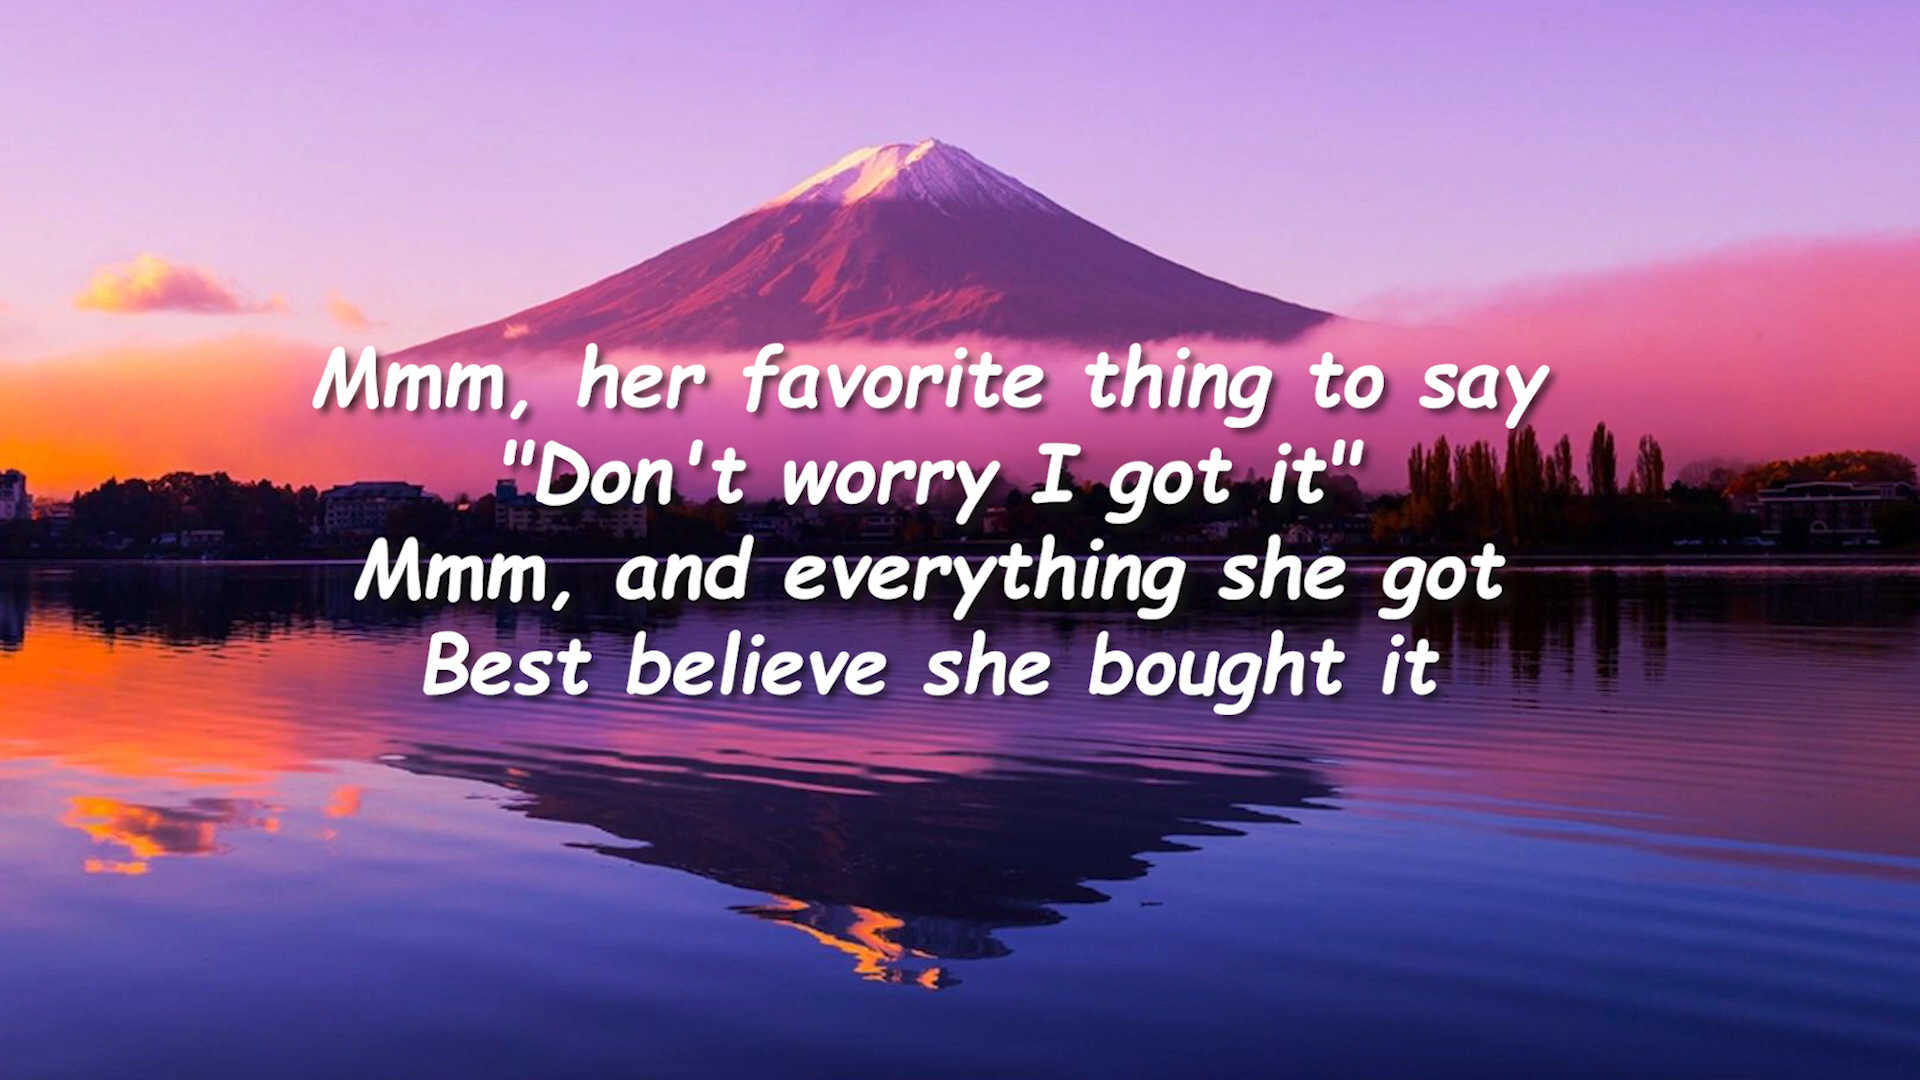 Mmm, her favorite thing to say
"Don't worry I got it"
Mmm, and everything she got
Best believe she bought it